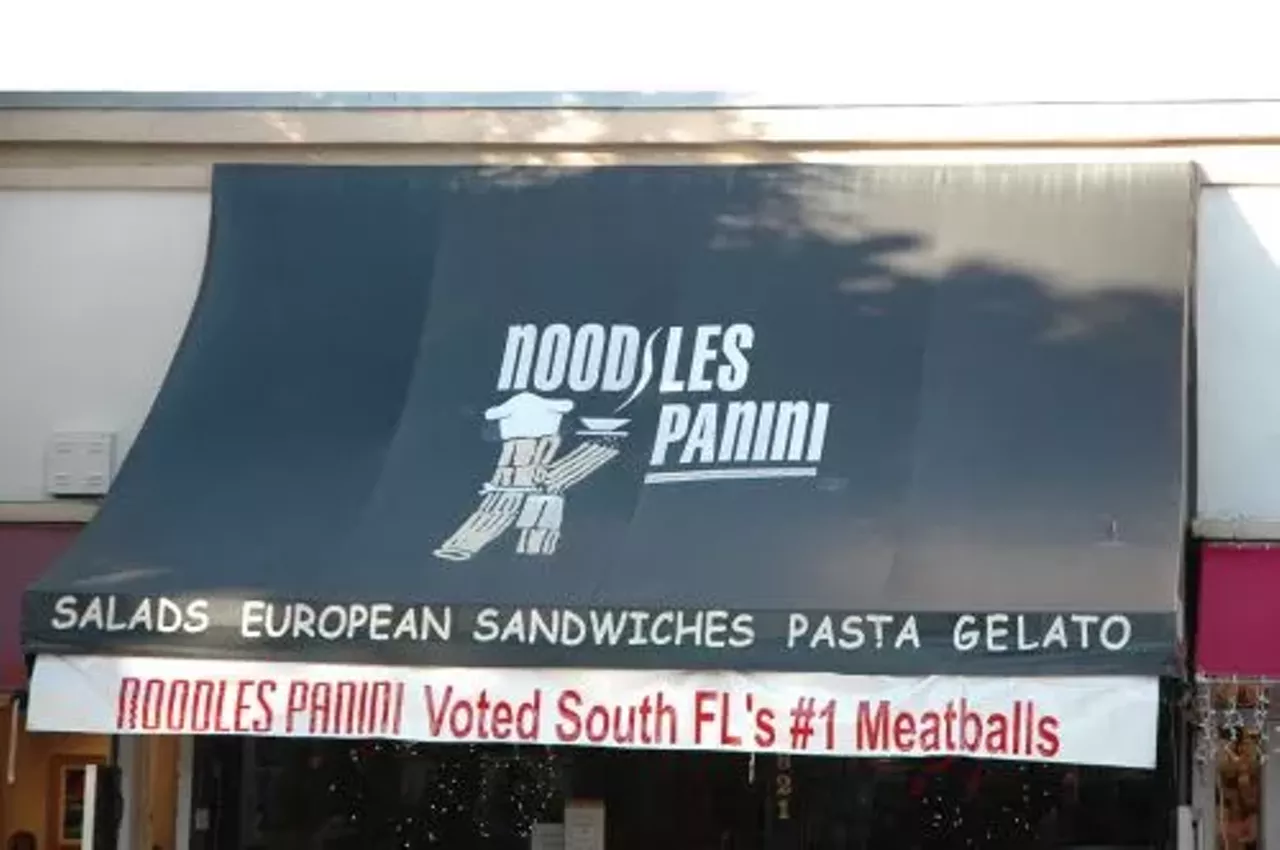 NOODLES
PANINI
SALADS EUROPEAN SANDWICHES PASTA GELATO
NOODLES PANINI Voted South FL's #1 Meatballs